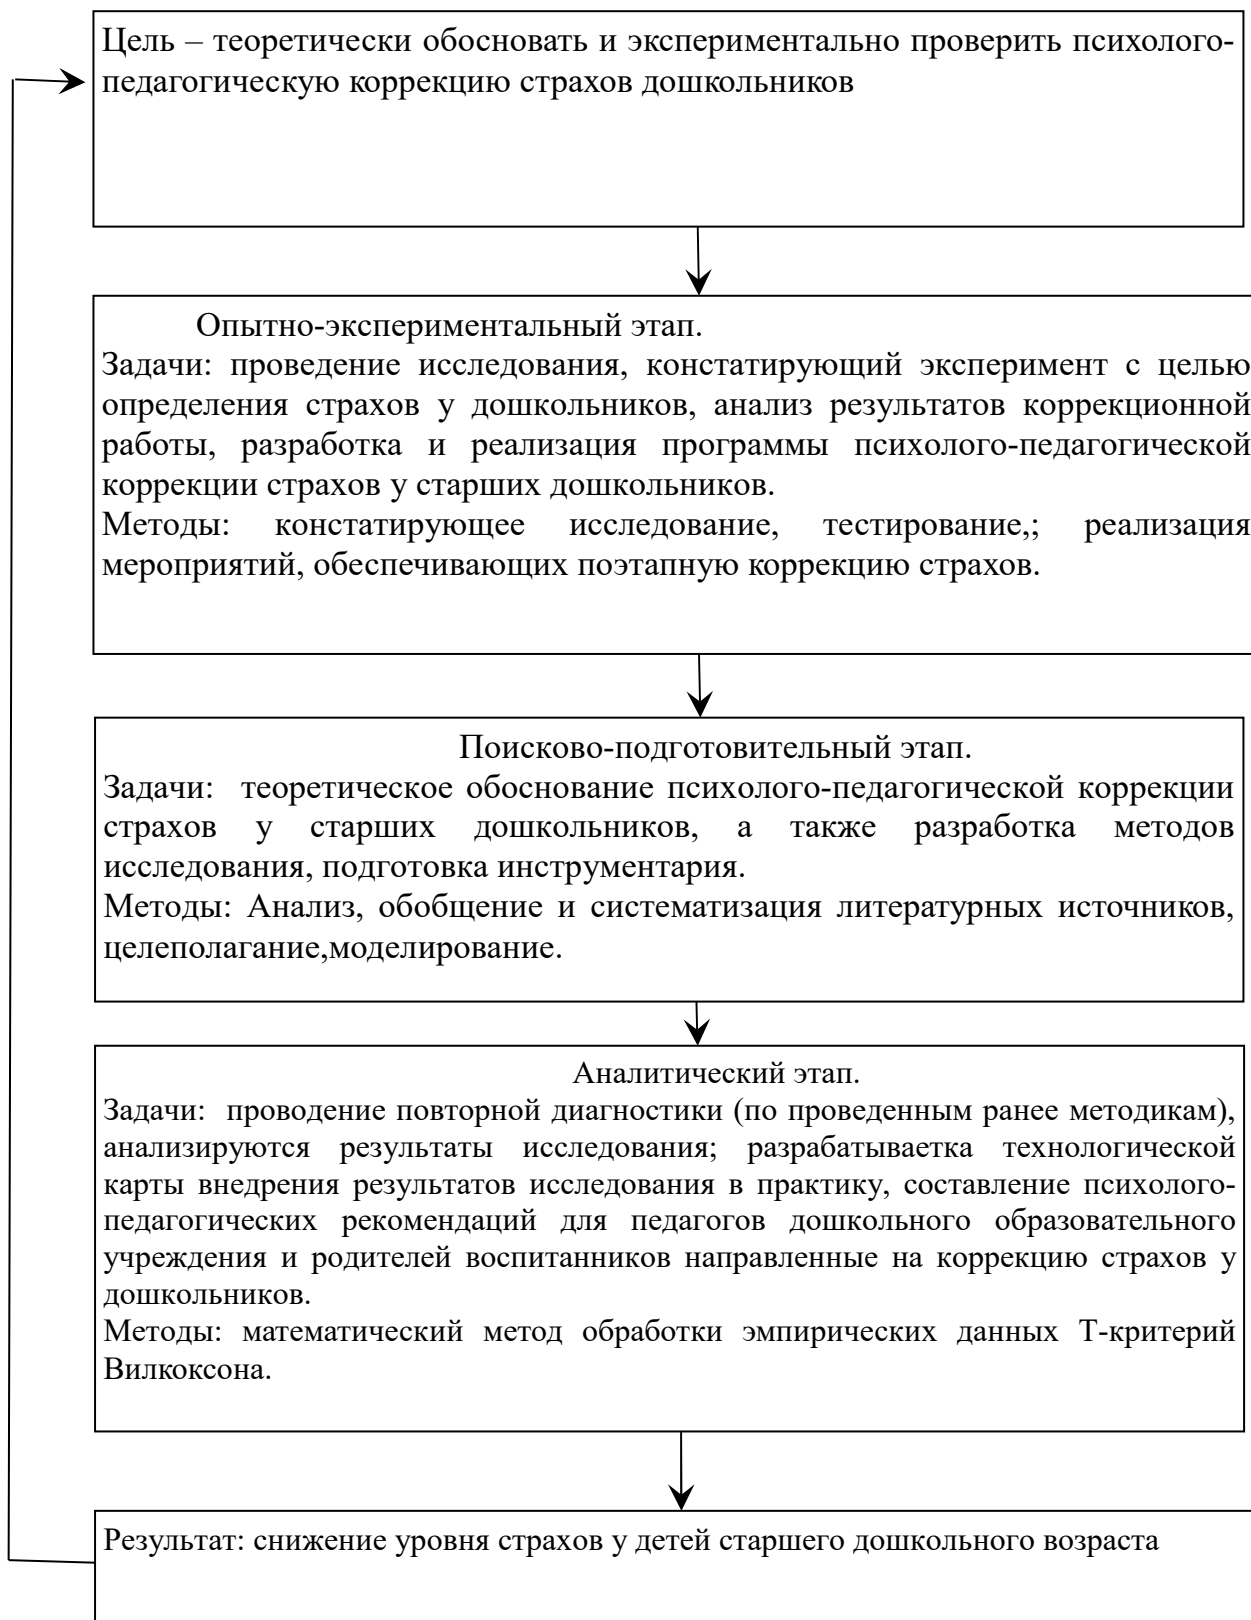 Цель – теоретически обосновать и экспериментально проверить психолого-
педагогическую коррекцию страхов дошкольников
Опытно-экспериментальный этап.
Задачи: проведение исследования, констатирующий эксперимент с целью
определения страхов у дошкольников, анализ результатов коррекционной
работы, разработка и реализация программы психолого-педагогической
коррекции страхов у старших дошкольников.
Методы: констатирующее исследование, тестирование,; реализация
мероприятий, обеспечивающих поэтапную коррекцию страхов.
Поисково-подготовительный этап.
Задачи: теоретическое обоснование психолого-педагогической коррекции
страхов у старших дошкольников, а также разработка методов
исследования, подготовка инструментария.
Методы: Анализ, обобщение и систематизация литературных источников,
целеполагание,моделирование.
Аналитический этап.
Задачи: проводение повторной диагностики (по проведенным ранее методикам),
анализируются результаты исследования; разрабатываетка технологической
карты внедрения результатов исследования в практику, составление психолого-
педагогических рекомендаций для педагогов дошкольного образовательного
учреждения и родителей воспитанников направленные на коррекцию страхов у
дошкольников.
Методы: математический метод обработки эмпирических данных Т-критерий
Вилкоксона.
Результат: снижение уровня страхов у детей старшего дошкольного возраста